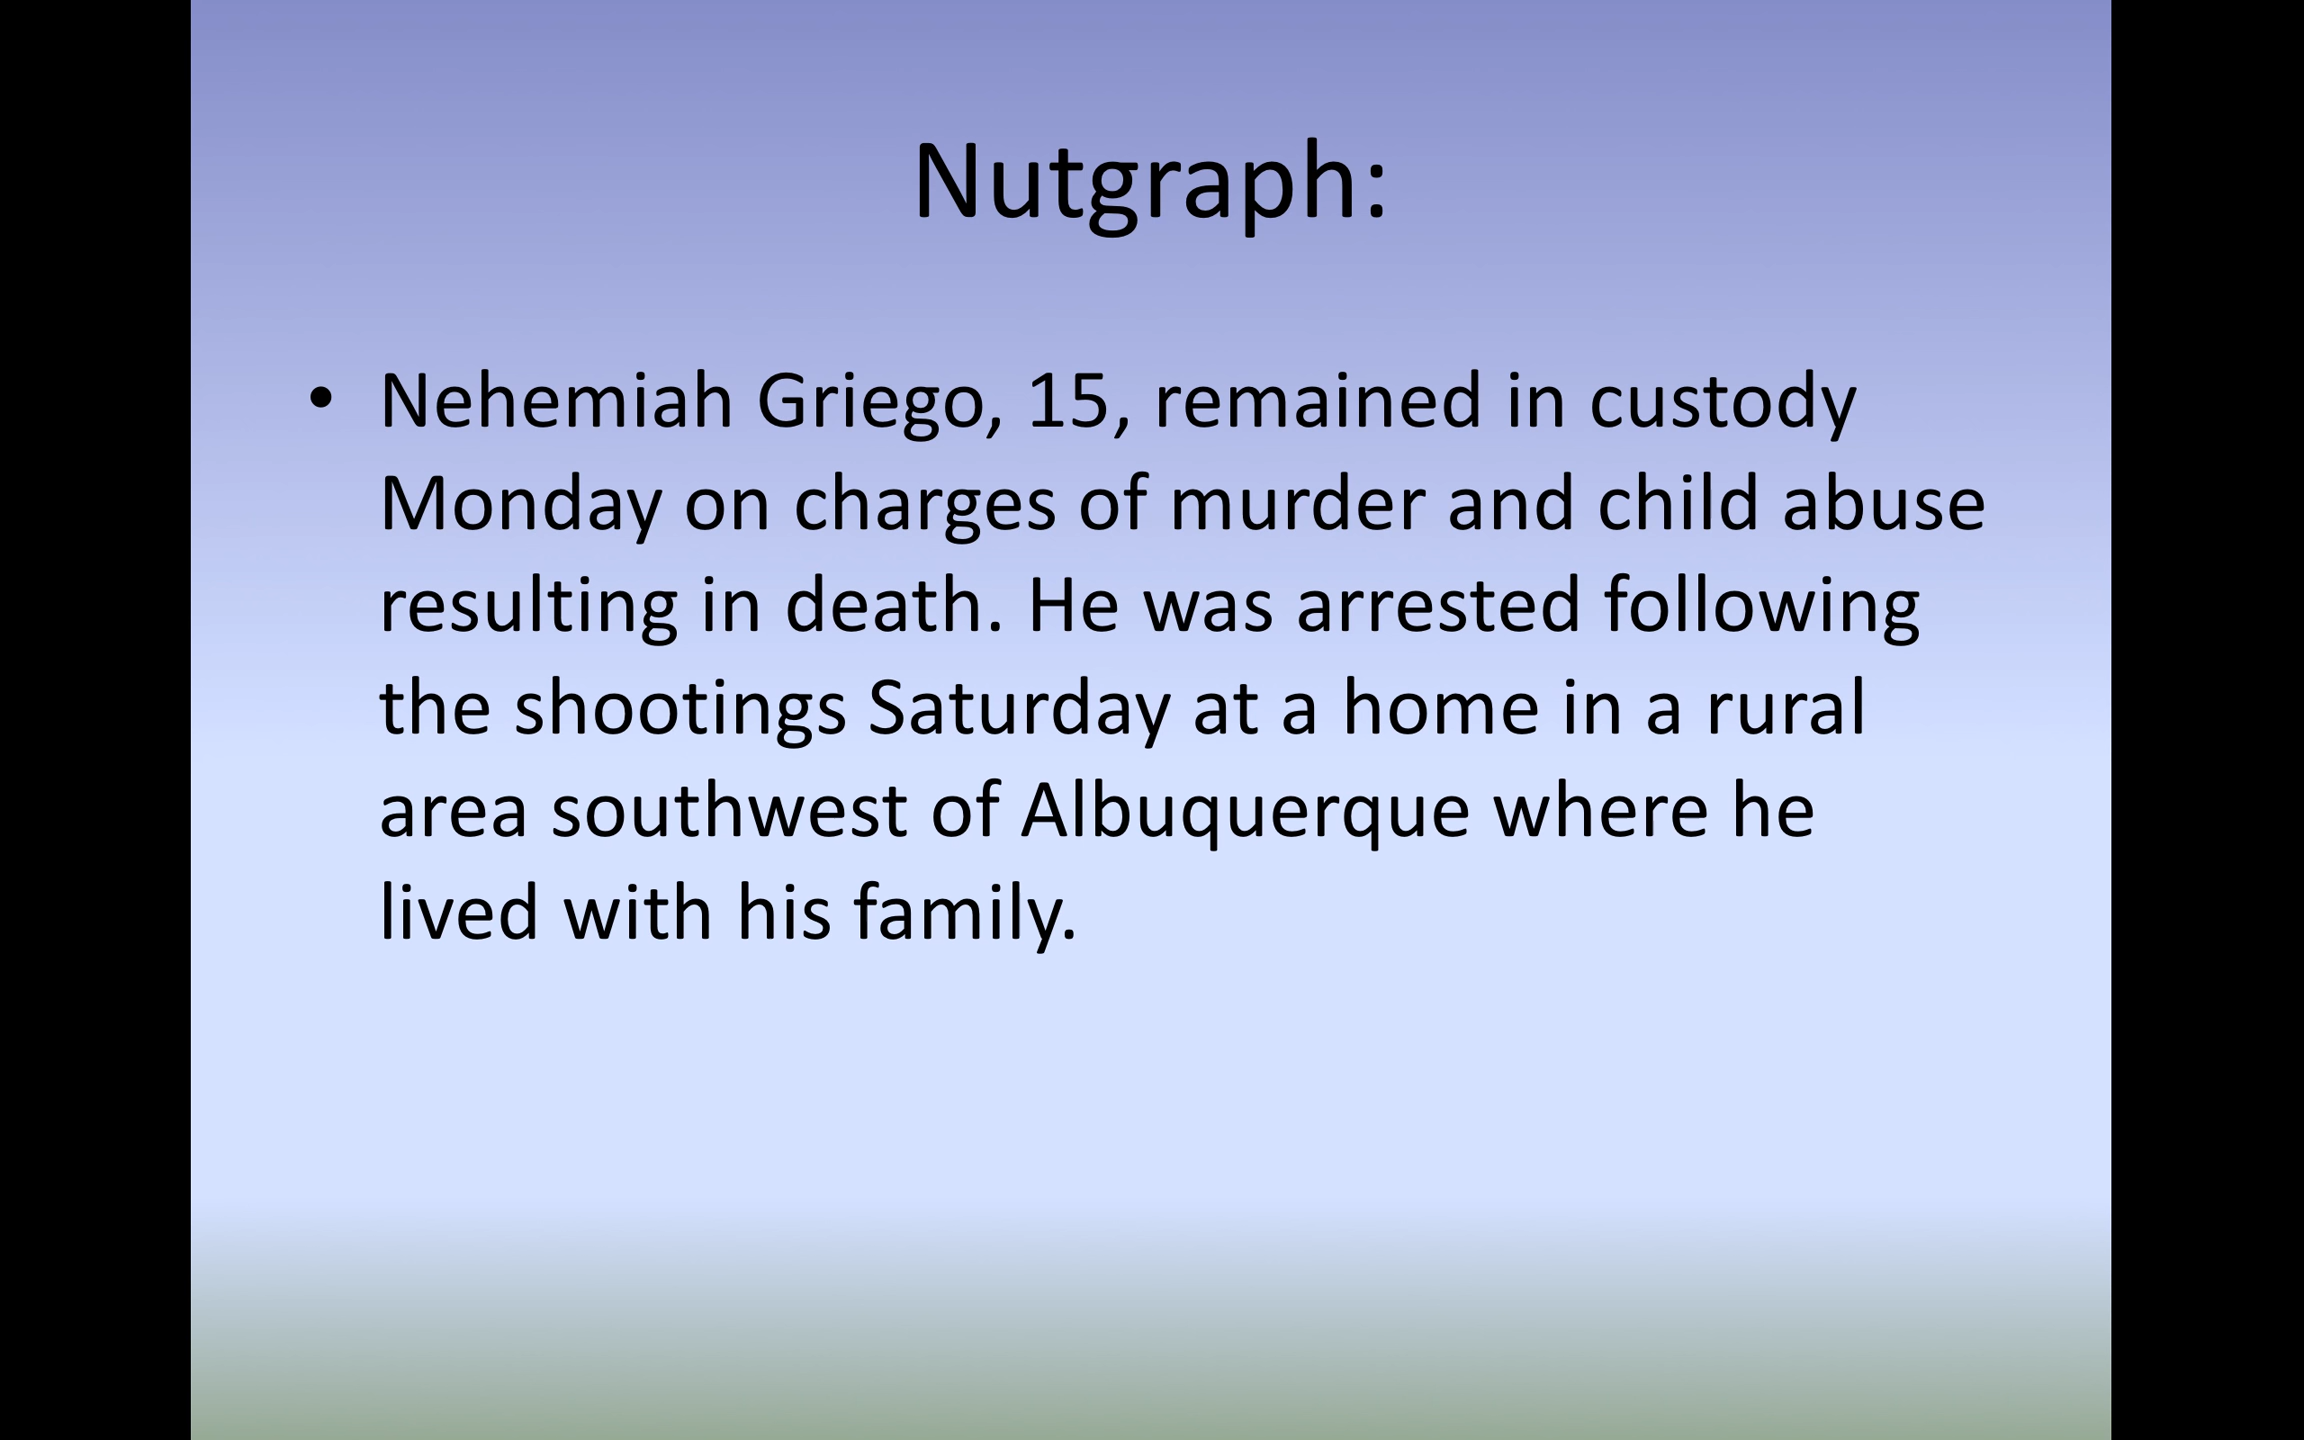 Nutgraph:
• Nehemiah Griego, 15, remained in custody
Monday on charges of murder and child abuse
resulting in death. He was arrested following
the shootings Saturday at a home in a rural
area southwest of Albuquerque where he
lived with his family.